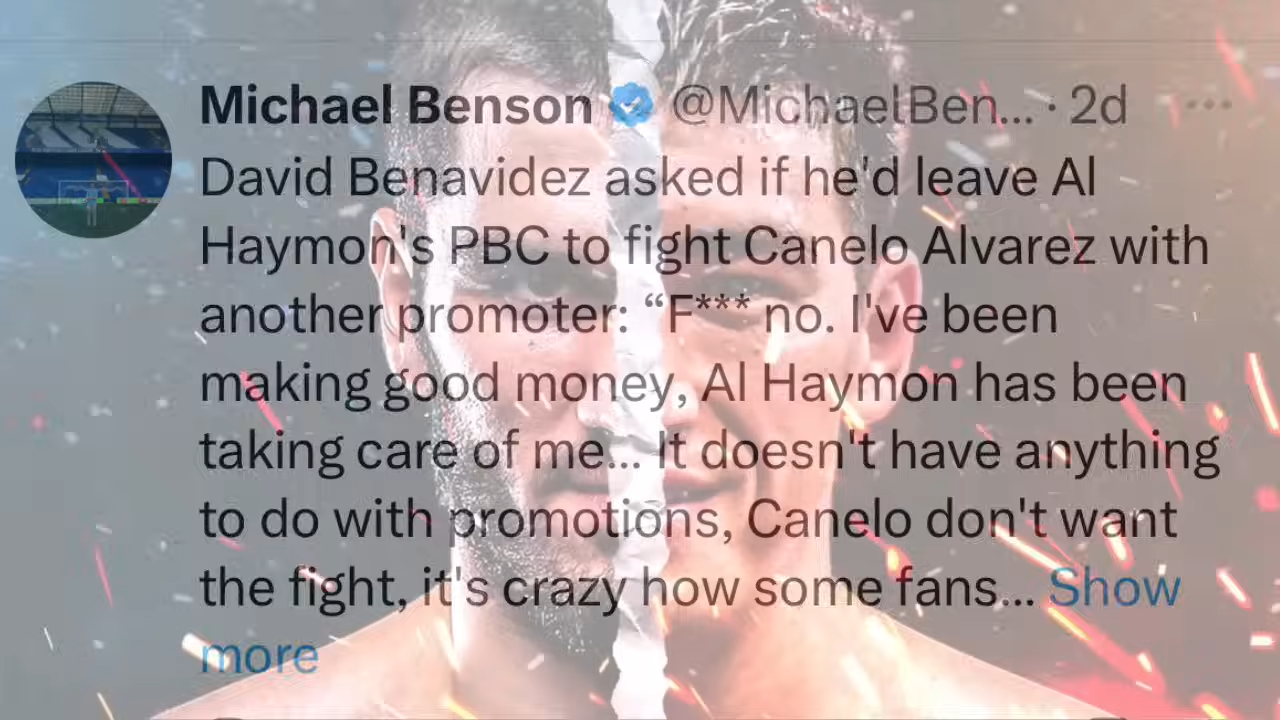 Michael Benson @MichaelBen... · 2d
David Benavidez asked if he'd leave Al
Haymon's PBC to fight Canelo Alvarez with
another promoter: “F*** no. I've been
making good money, Al Haymon has been
taking care of me... It doesn't have anything
to do with promotions, Canelo don't want
the fight, it's crazy how some fans... Show
more